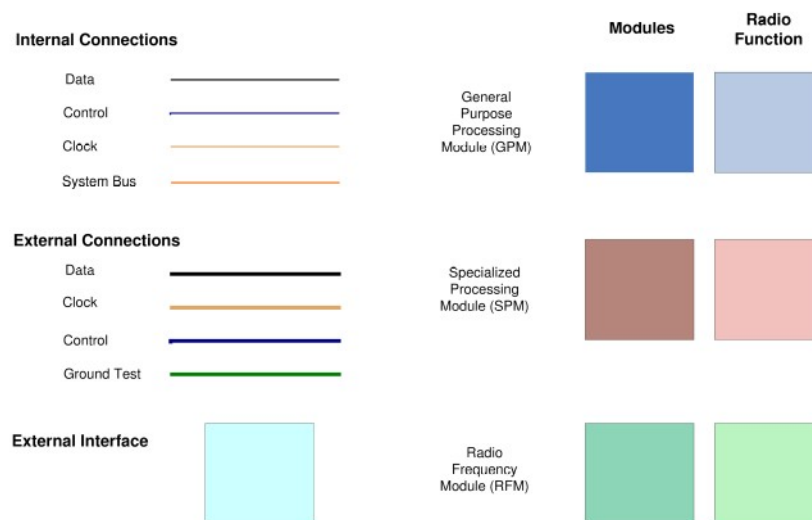 Internal Connections
Data
Control
Clock
System Bus
External Connections
Data
Clock
Control
Ground Test
External Interface
Modules
Radio
Function
General
Purpose
Processing
Module (GPM)
Specialized
Processing
Module (SPM)
Radio
Frequency
Module (RFM)